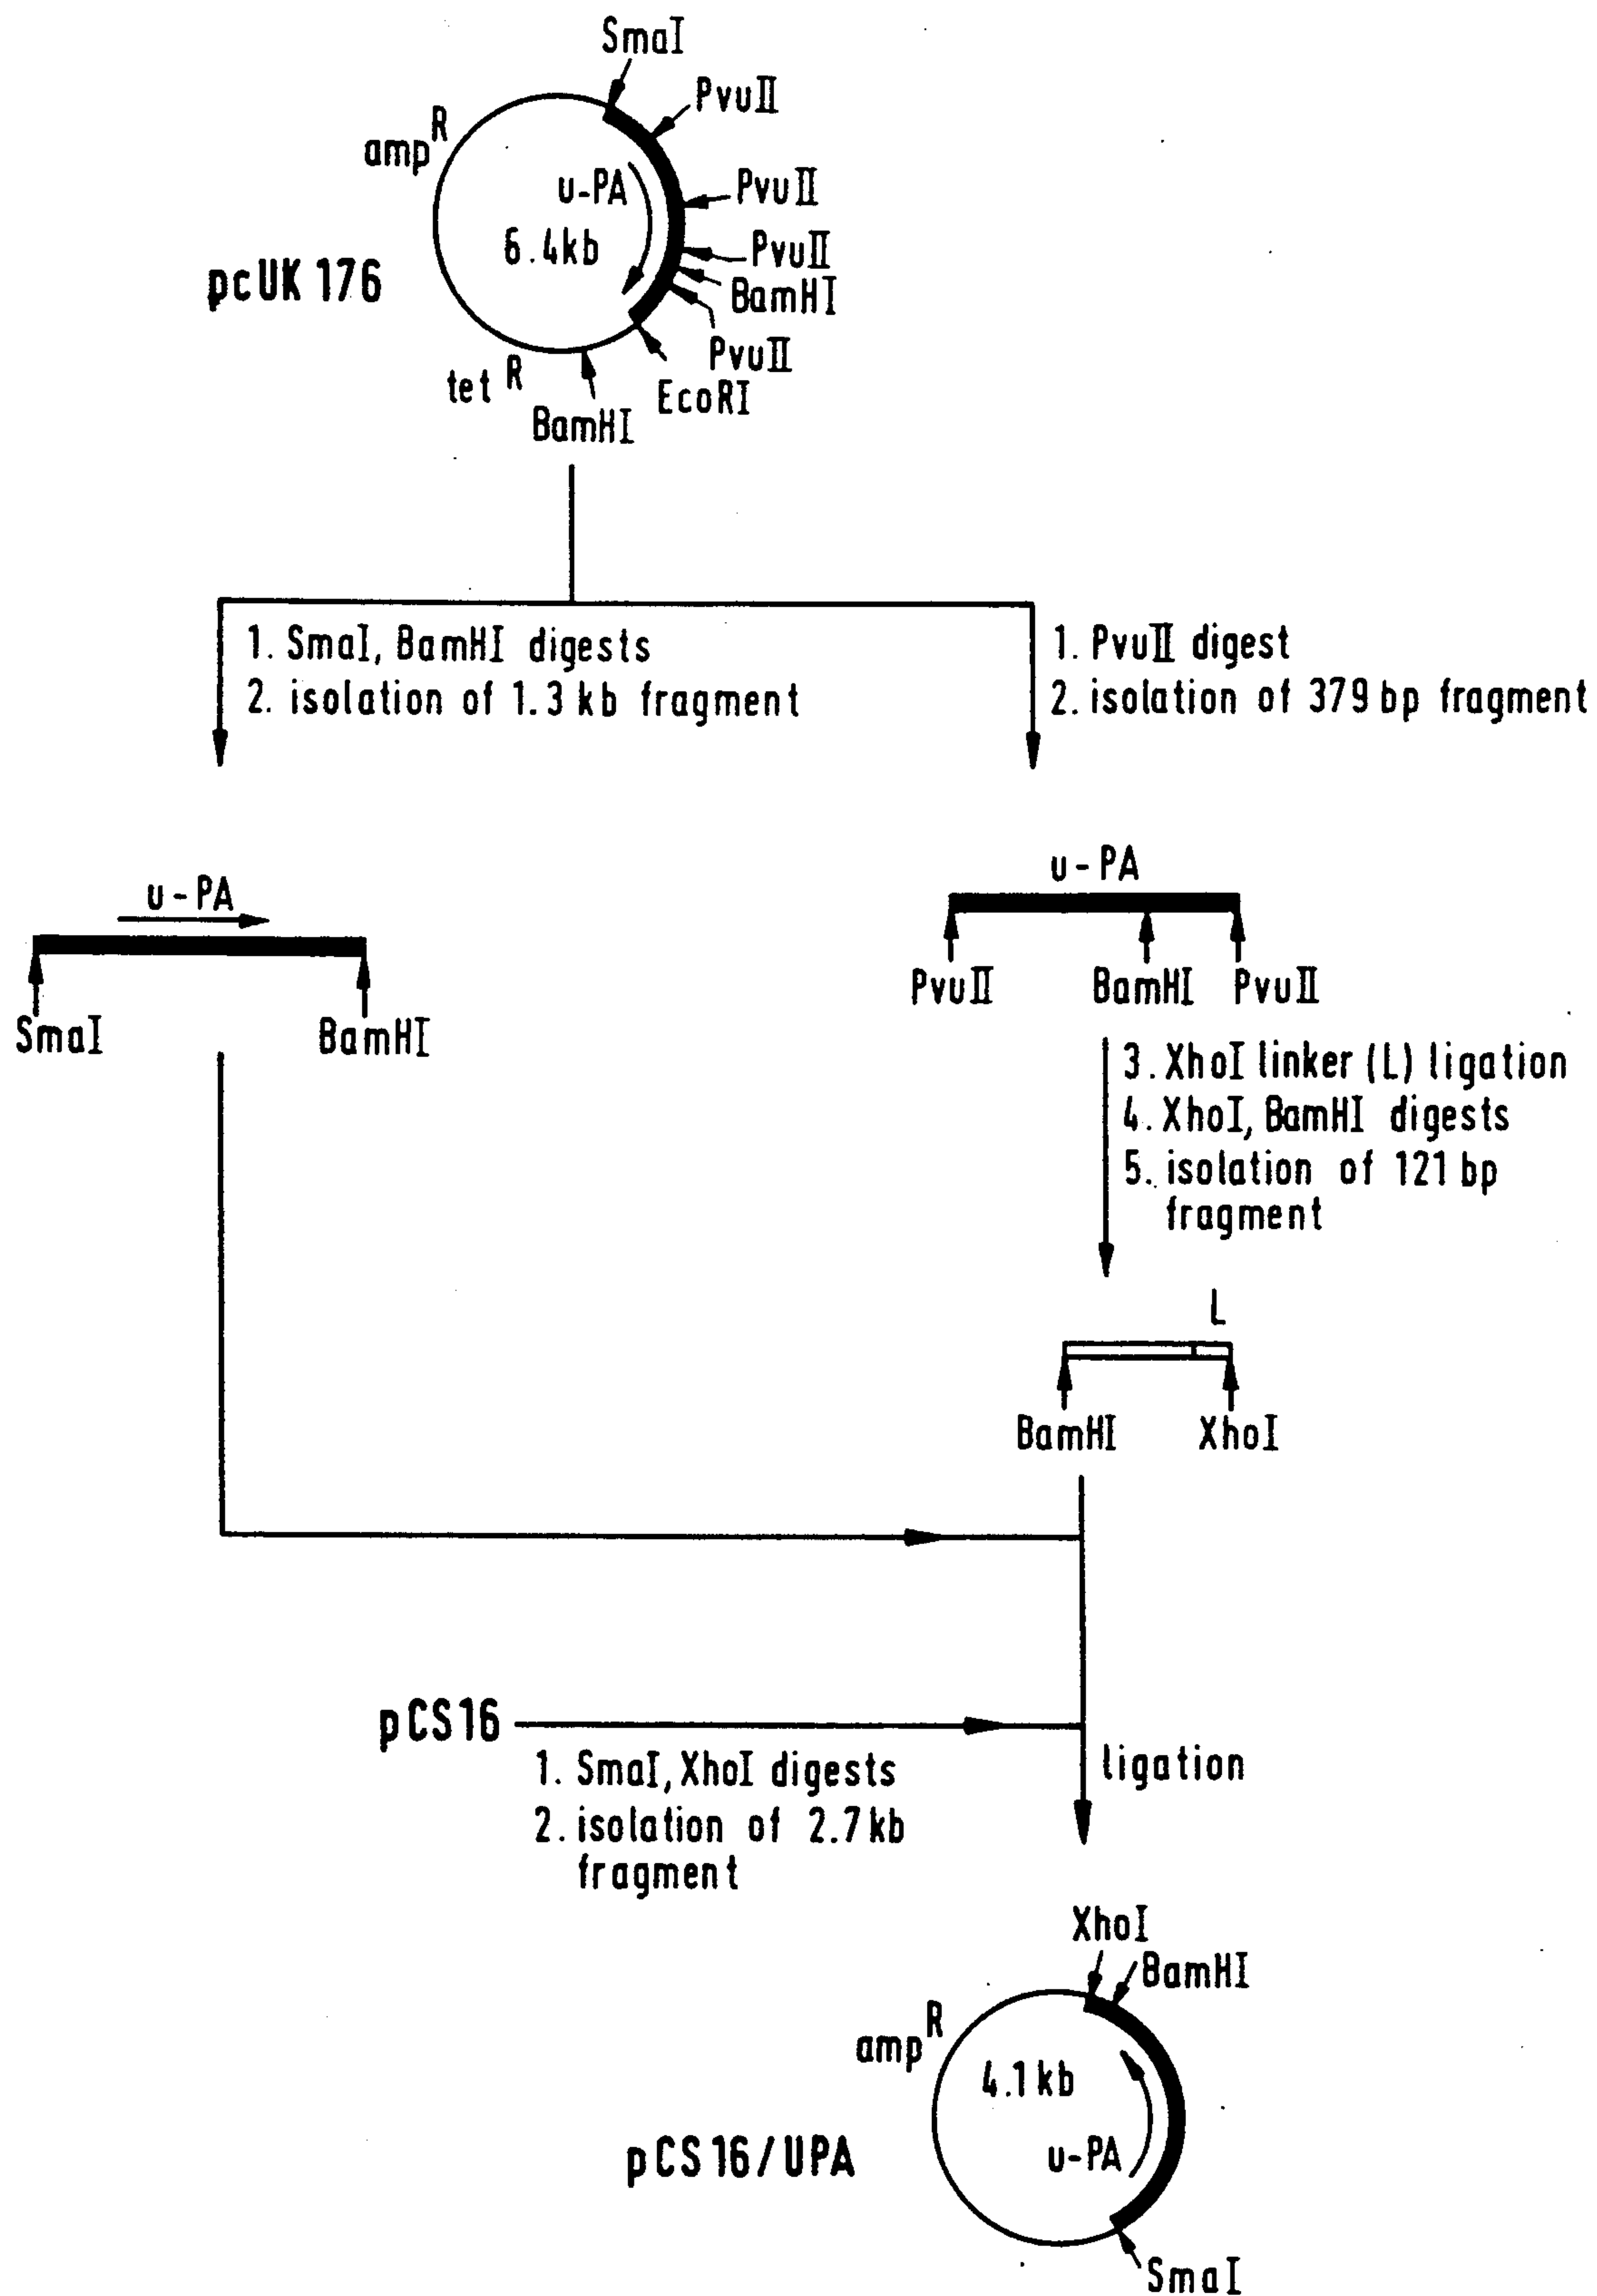 SmaI
PvuII
ampR
u-PA
PvuII
6.4kb
PvuII
pcUK 176
BamHI
PvuII
tet R
EcoRI
BamHI
1. SmaI, BamHI digests
2. isolation of 1.3 kb fragment
1. PvuII digest
2. isolation of 379 bp fragment
u-PA
u-PA
SmaI
BamHI
PvuII
BamHI
PvuII
3. XhoI linker (L) ligation
4. XhoI, BamHI digests
5. isolation of 121 bp
fragment
L
BamHI
XhoI
pCS16
1. SmaI, XhoI digests
2. isolation of 2.7 kb
fragment
ligation
XhoI
BamHI
ampR
4.1 kb
u-PA
pCS16/UPA
SmaI